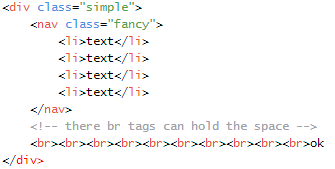 <div class="simple">
    <nav class="fancy">
        <li>text</li>
        <li>text</li>
        <li>text</li>
        <li>text</li>
    </nav>
    <!-- there br tags can hold the space -->
    <br><br><br><br><br><br><br><br><br><br>ok
</div>